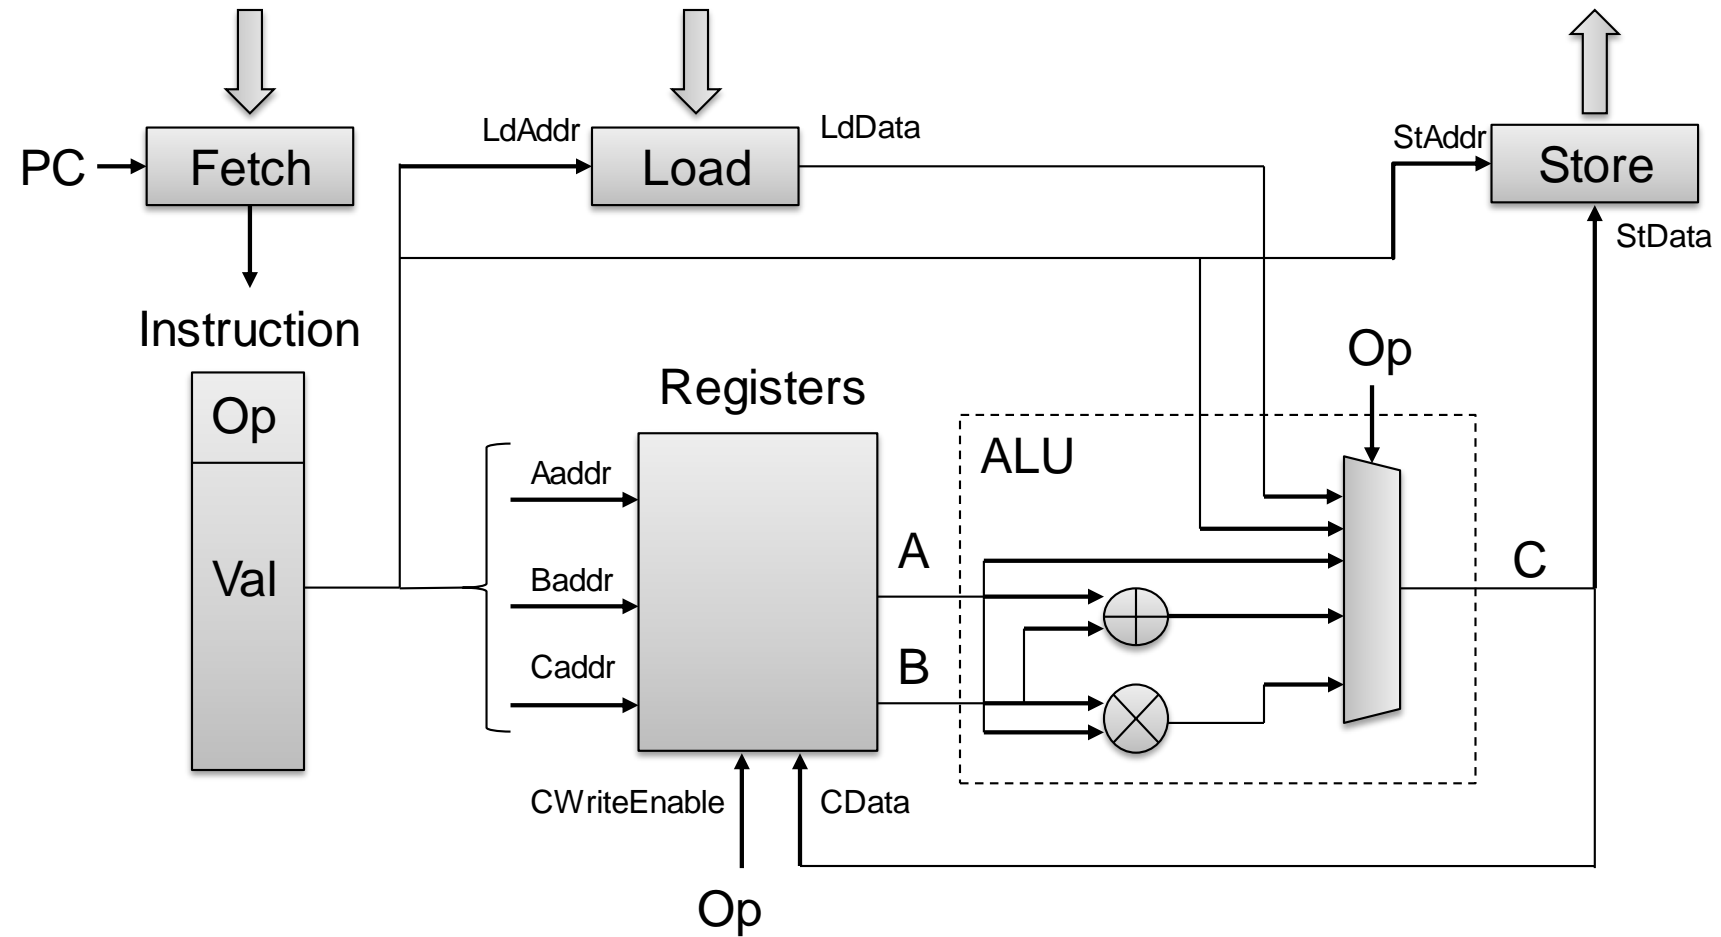 LdAddr
LdData
StAddr
PC
Fetch
Load
Store
StData
Instruction
Op
Registers
Op
ALU
Aaddr
A
C
Baddr
Val
Caddr
B
CWriteEnable
CData
Op